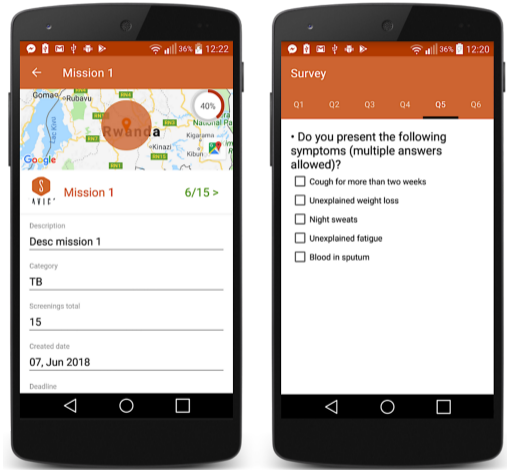 36% 12:22
Mission 1
40%
Goma
Rubavu
Rwanda
National Pa
Kigarama
Kinazi
Kibun
Google
AVIC
Mission 1
6/15 >
Description
Desc mission 1
Category
TB
Screenings total
15
Created date
07, Jun 2018
Deadline
36% 12:20
Survey
Q1 Q2 Q3 Q4 Q5 Q6
• Do you present the following
symptoms (multiple answers
allowed)?
Cough for more than two weeks
Unexplained weight loss
Night sweats
Unexplained fatigue
Blood in sputum